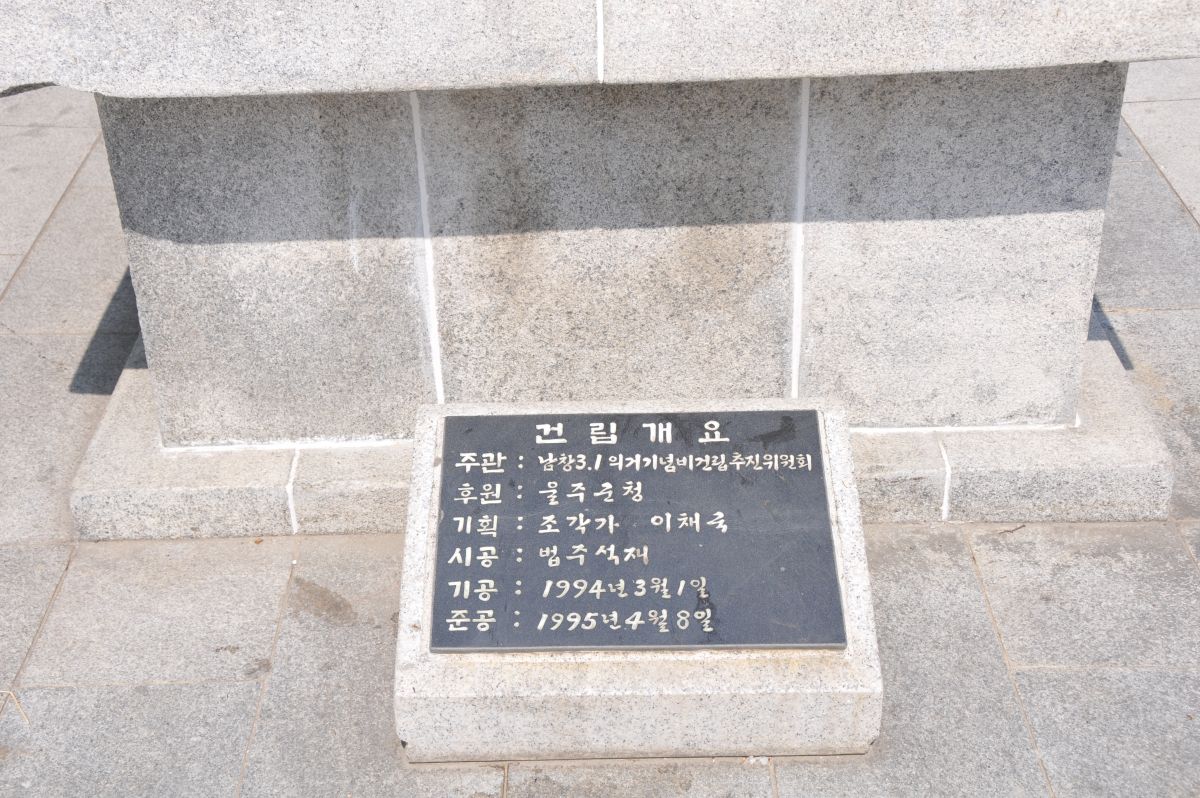 건립개요
주관 : 남창3.1의거기념비건립추진위원회
후원 : 울주군청
기획 : 조각가 이채국
시공 : 범주석재
기공 : 1994년3월1일
준공 : 1995년4월8일